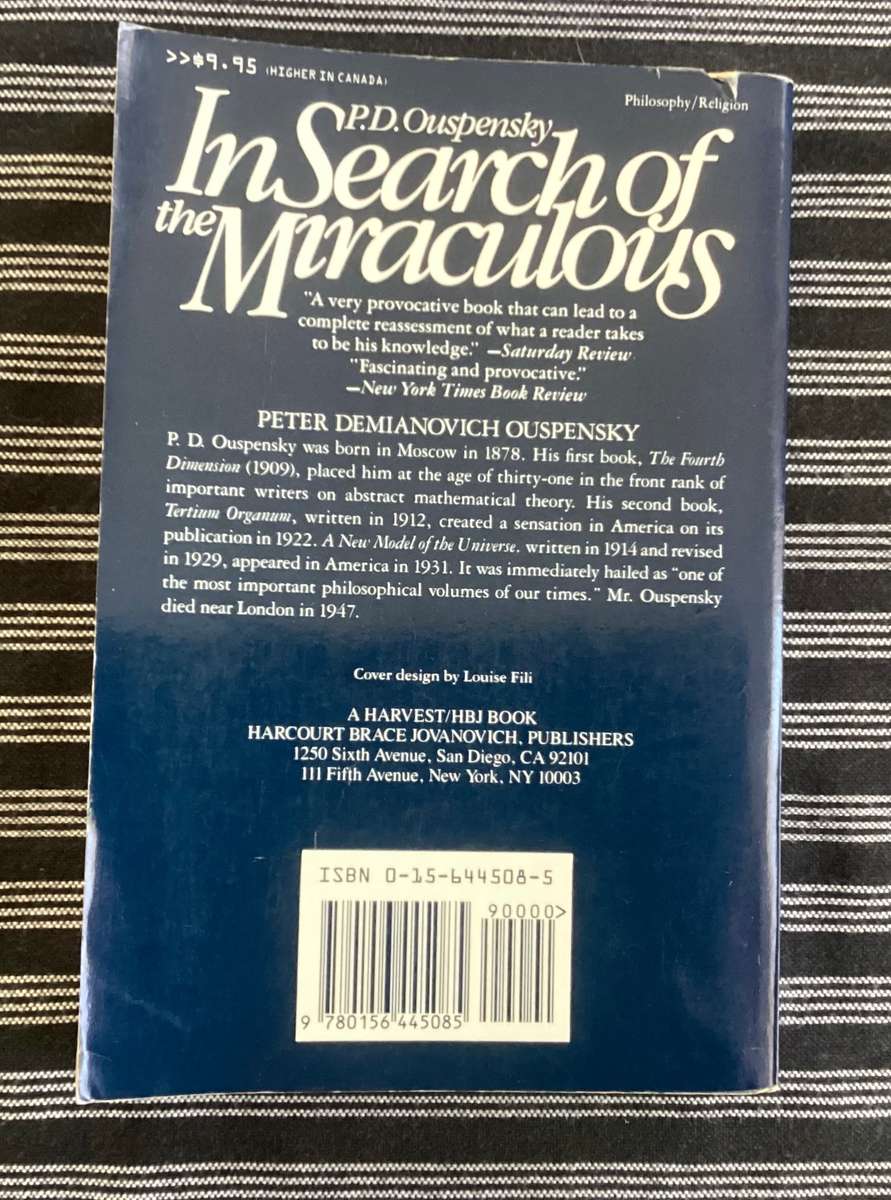 >>$9.95 (HIGHER IN CANADA)
Philosophy/Religion
P.D. Ouspensky
In Search of
the Miraculous
"A very provocative book that can lead to a
complete reassessment of what a reader takes
to be his knowledge." —Saturday Review
"Fascinating and provocative."
—New York Times Book Review
PETER DEMIANOVICH OUSPENSKY
P. D. Ouspensky was born in Moscow in 1878. His first book, The Fourth
Dimension (1909), placed him at the age of thirty-one in the front rank of
important writers on abstract mathematical theory. His second book,
Tertium Organum, written in 1912, created a sensation in America on its
publication in 1922. A New Model of the Universe, written in 1914 and revised
in 1929, appeared in America in 1931. It was immediately hailed as "one of
the most important philosophical volumes of our times." Mr. Ouspensky
died near London in 1947.
Cover design by Louise Fili
A HARVEST/HBJ BOOK
HARCOURT BRACE JOVANOVICH, PUBLISHERS
1250 Sixth Avenue, San Diego, CA 92101
111 Fifth Avenue, New York, NY 10003
ISBN 0-15-644508-5
90000>
9 780156 445085